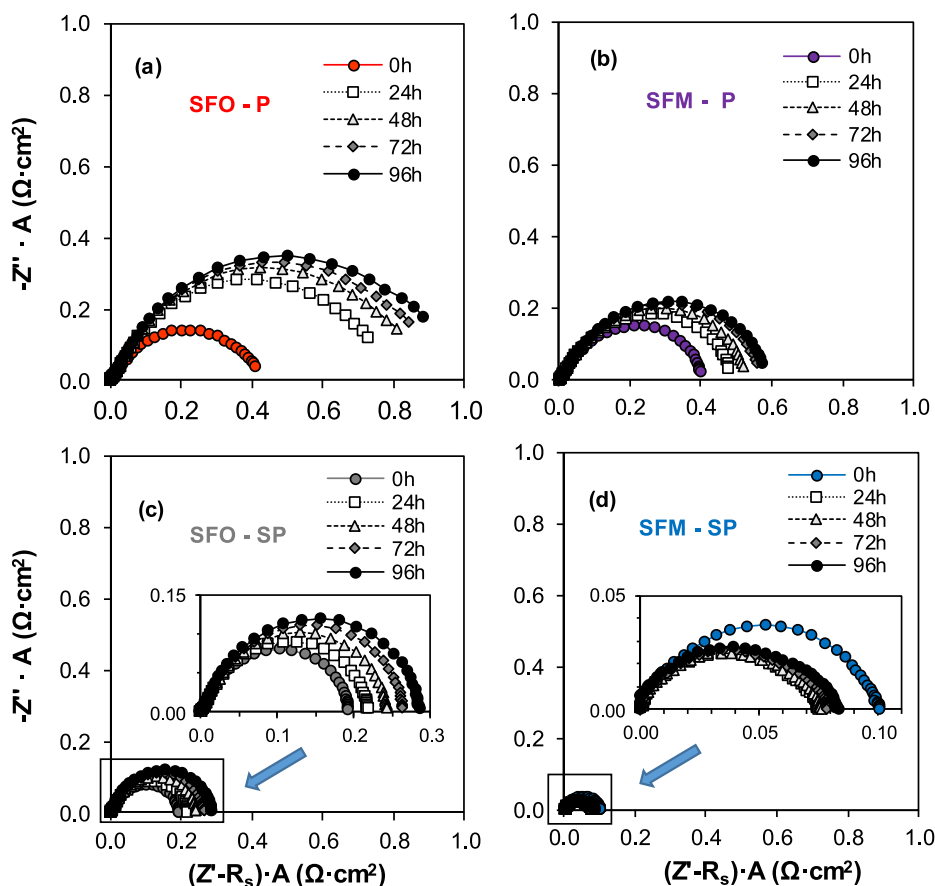 (a)
SFO - P
0h
24h
48h
72h
96h
1.0
0.8
0.6
0.4
0.2
0.0
0.0 0.2 0.4 0.6 0.8 1.0
(b)
SFM - P
0h
24h
48h
72h
96h
1.0
0.8
0.6
0.4
0.2
0.0
0.0 0.2 0.4 0.6 0.8 1.0
-Z'' · A (Ω·cm²)
(c)
SFO - SP
0h
24h
48h
72h
96h
1.0
0.8
0.6
0.4
0.2
0.0
0.15
0.00
0.0 0.1 0.2 0.3
0.0 0.2 0.4 0.6 0.8 1.0
(Z'-Rₛ)·A (Ω·cm²)
-Z'' · A (Ω·cm²)
(d)
SFM - SP
0h
24h
48h
72h
96h
1.0
0.8
0.6
0.4
0.2
0.0
0.05
0.00
0.00 0.05 0.10
0.0 0.2 0.4 0.6 0.8 1.0
(Z'-Rₛ)·A (Ω·cm²)